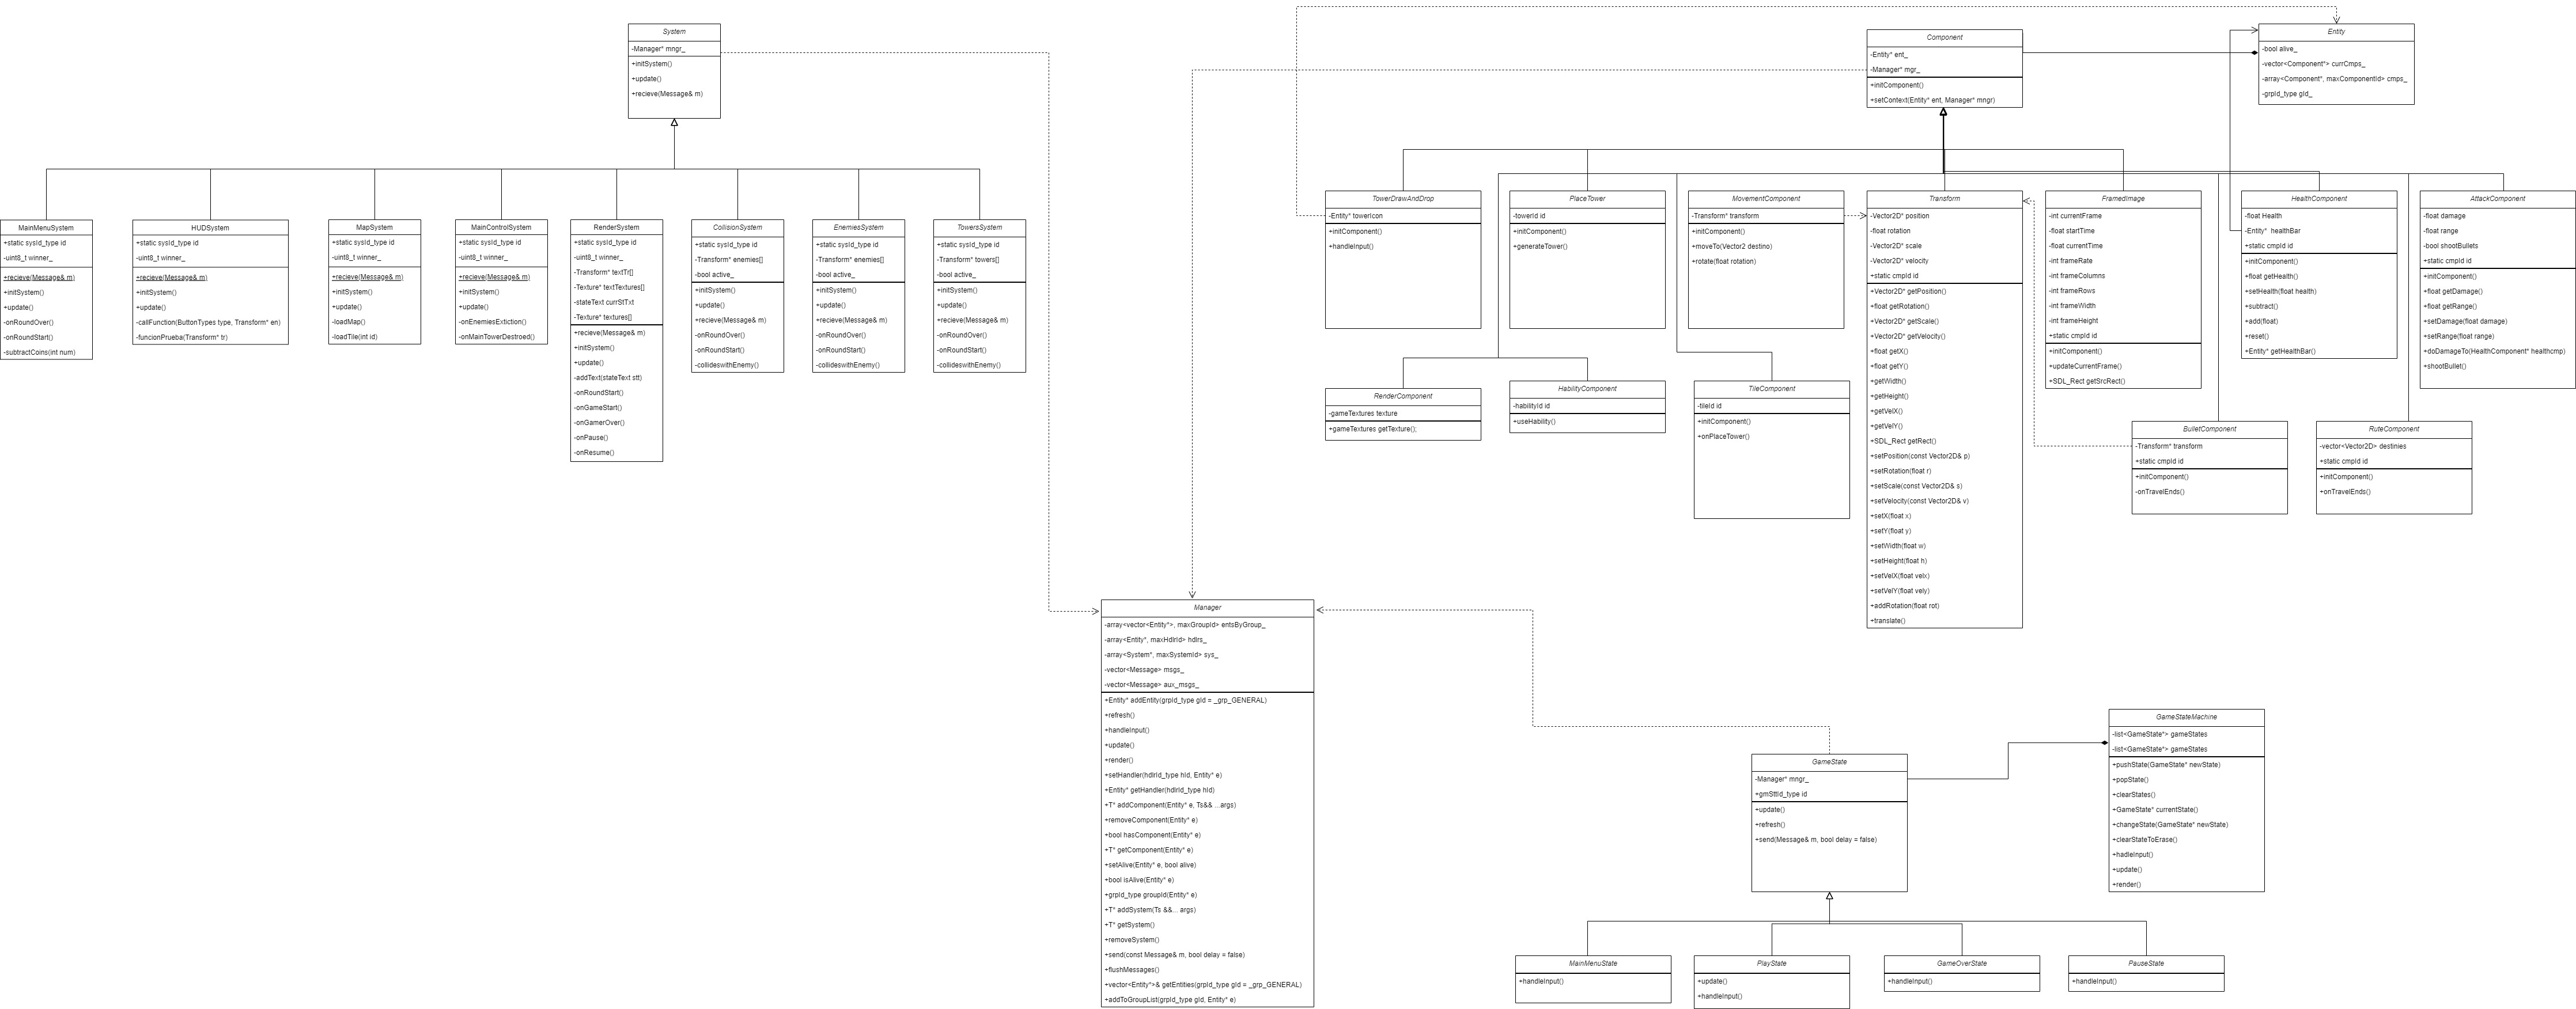 System
-Manager* mngr_
+initSystem()
+update()
+recieve(Message& m)
Component
-Entity* ent_
-Manager* mgr_
+initComponent()
+setContext(Entity* ent, Manager* mngr)
Entity
-bool alive_
-vector<Component*> currCmps_
-array<Component*, maxComponentId> cmps_
-grpId_type gId_
MainMenuSystem
+static sysId_type id
-uint8_t winner_
+recieve(Message& m)
+initSystem()
+update()
-onRoundOver()
-onRoundStart()
-subtractCoins(int num)
HUDSystem
+static sysId_type id
-uint8_t winner_
+recieve(Message& m)
+initSystem()
+update()
-callFunction(ButtonTypes type, Transform* en)
-funcionPrueba(Transform* tr)
MapSystem
+static sysId_type id
-uint8_t winner_
+recieve(Message& m)
+initSystem()
+update()
-loadMap()
-loadTile(int id)
MainControlSystem
+static sysId_type id
-uint8_t winner_
+recieve(Message& m)
+initSystem()
+update()
-onEnemiesExtiction()
-onMainTowerDestroed()
RenderSystem
+static sysId_type id
-uint8_t winner_
-Transform* textTr[]
-Texture* textTextures[]
-stateText currStTxt
-Texture* textures[]
+recieve(Message& m)
+initSystem()
+update()
-addText(stateText stt)
-onRoundStart()
-onGameStart()
-onGamerOver()
-onPause()
-onResume()
CollisionSystem
+static sysId_type id
-Transform* enemies[]
-bool active_
+initSystem()
+update()
+recieve(Message& m)
-onRoundOver()
-onRoundStart()
-collideswithEnemy()
EnemiesSystem
+static sysId_type id
-Transform* enemies[]
-bool active_
+initSystem()
+update()
+recieve(Message& m)
-onRoundOver()
-onRoundStart()
-collideswithEnemy()
TowersSystem
+static sysId_type id
-Transform* towers[]
-bool active_
+initSystem()
+update()
+recieve(Message& m)
-onRoundOver()
-onRoundStart()
-collideswithEnemy()
TowerDrawAndDrop
-Entity* towerIcon
+initComponent()
+handleInput()
PlaceTower
-towerId id
+initComponent()
+generateTower()
MovementComponent
-Transform* transform
+initComponent()
+moveTo(Vector2 destino)
+rotate(float rotation)
Transform
-Vector2D* position
-float rotation
-Vector2D* scale
-Vector2D* velocity
+static cmpId id
+Vector2D* getPosition()
+float getRotation()
+Vector2D* getScale()
+Vector2D* getVelocity()
+float getX()
+float getY()
+getWidth()
+getHeight()
+getVelX()
+getVelY()
+SDL_Rect getRect()
+setPosition(const Vector2D& p)
+setRotation(float r)
+setScale(const Vector2D& s)
+setVelocity(const Vector2D& v)
+setX(float x)
+setY(float y)
+setWidth(float w)
+setHeight(float h)
+setVelX(float velx)
+setVelY(float vely)
+addRotation(float rot)
+translate()
FramedImage
-int currentFrame
-float startTime
-float currentTime
-int frameRate
-int frameColumns
-int frameRows
-int frameWidth
-int frameHeight
+static cmpId id
+initComponent()
+updateCurrentFrame()
+SDL_Rect getSrcRect()
HealthComponent
-float Health
-Entity* healthBar
+static cmpId id
+initComponent()
+float getHealth()
+setHealth(float health)
+subtract()
+add(float)
+reset()
+Entity* getHealthBar()
AttackComponent
-float damage
-float range
-bool shootBullets
+static cmpId id
+initComponent()
+float getDamage()
+float getRange()
+setDamage(float damage)
+setRange(float range)
+doDamageTo(HealthComponent* healthcmp)
+shootBullet()
RenderComponent
-gameTextures texture
+gameTextures getTexture();
HabilityComponent
-habilityId id
+useHability()
TileComponent
-tileId id
+initComponent()
+onPlaceTower()
BulletComponent
-Transform* transform
+static cmpId id
+initComponent()
-onTravelEnds()
RuteComponent
-vector<Vector2D> destinies
+static cmpId id
+initComponent()
+onTravelEnds()
Manager
-array<vector<Entity*>, maxGroupId> entsByGroup_
-array<Entity*, maxHdlrId> hdlrs_
-array<System*, maxSystemId> sys_
-vector<Message> msgs_
-vector<Message> aux_msgs_
+Entity* addEntity(grpId_type gId = _grp_GENERAL)
+refresh()
+handleInput()
+update()
+render()
+setHandler(hdlrId_type hId, Entity* e)
+Entity* getHandler(hdlrId_type hId)
+T* addComponent(Entity* e, Ts&& ...args)
+removeComponent(Entity* e)
+bool hasComponent(Entity* e)
+T* getComponent(Entity* e)
+setAlive(Entity* e, bool alive)
+bool isAlive(Entity* e)
+grpId_type groupId(Entity* e)
+T* addSystem(Ts &&... args)
+T* getSystem()
+removeSystem()
+send(const Message& m, bool delay = false)
+flushMessages()
+vector<Entity*>& getEntities(grpId_type gId = _grp_GENERAL)
+addToGroupList(grpId_type gId, Entity* e)
GameState
-Manager* mngr_
+gmSttId_type id
+update()
+refresh()
+send(Message& m, bool delay = false)
GameStateMachine
-list<GameState*> gameStates
-list<GameState*> gameStates
+pushState(GameState* newState)
+popState()
+clearStates()
+GameState* currentState()
+changeState(GameState* newState)
+clearStateToErase()
+hadleInput()
+update()
+render()
MainMenuState
+handleInput()
PlayState
+update()
+handleInput()
GameOverState
+handleInput()
PauseState
+handleInput()